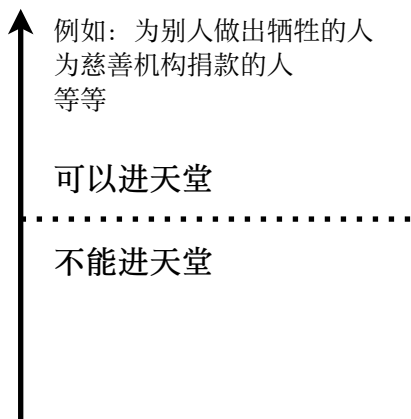 例如：为别人做出牺牲的人
为慈善机构捐款的人
等等
可以进天堂
不能进天堂